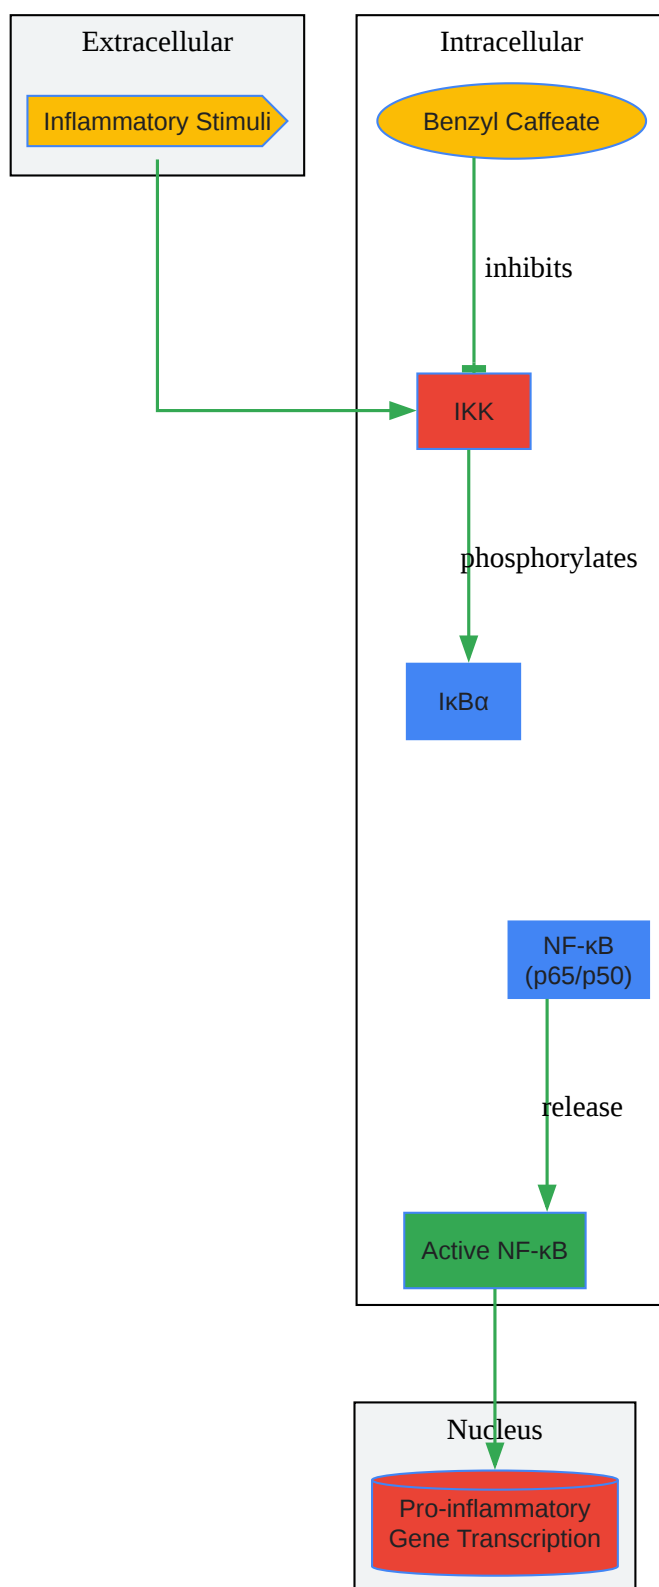 Extracellular
Inflammatory Stimuli
Intracellular
Benzyl Caffeate
inhibits
IKK
phosphorylates
IκBα
NF-κB
(p65/p50)
release
Active NF-κB
Nucleus
Pro-inflammatory
Gene Transcription